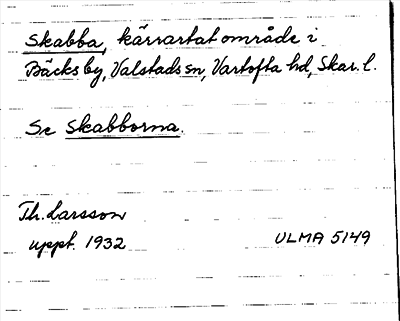 Skabba, kärrartat område i
Bäcks by, Valstads sn, Vartofta hd, Skar. l.
Se Skabborna.
Th. Larsson
uppt. 1932 ULMA 5149